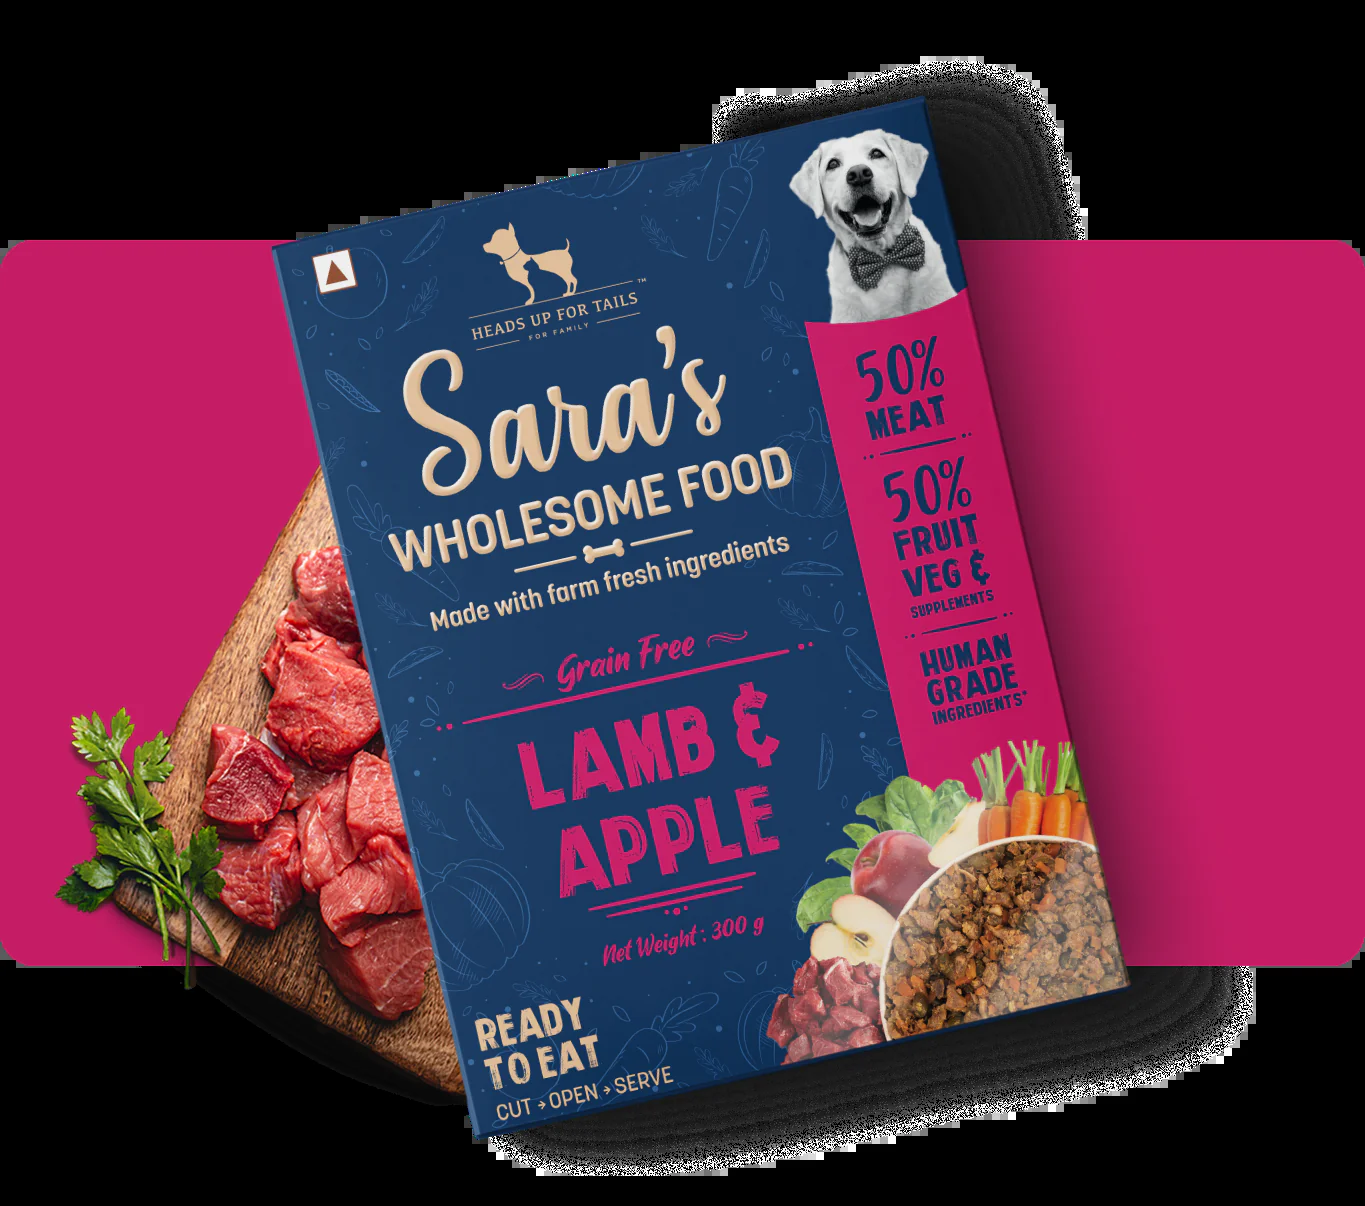 HEADS UP FOR TAILS™
FOR FAMILY
Sara's
WHOLESOME FOOD
Made with farm fresh ingredients
Grain Free
LAMB &
APPLE
Net Weight : 300 g
READY
TO EAT
CUT → OPEN → SERVE
50%
MEAT
50%
FRUIT
VEG &
SUPPLEMENTS
HUMAN
GRADE
INGREDIENTS*